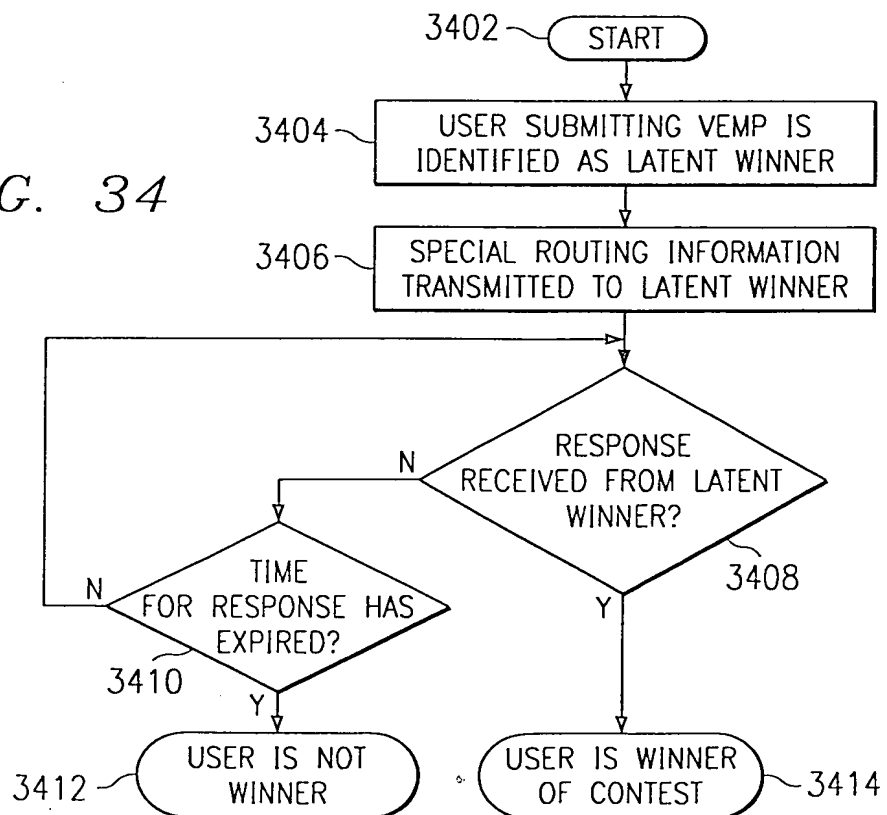 3402
START
3404
USER SUBMITTING VEMP IS
IDENTIFIED AS LATENT WINNER
G. 34
3406
SPECIAL ROUTING INFORMATION
TRANSMITTED TO LATENT WINNER
N
RESPONSE
RECEIVED FROM LATENT
WINNER?
3408
Y
N
TIME
FOR RESPONSE HAS
EXPIRED?
3410
Y
3412
USER IS NOT
WINNER
USER IS WINNER
OF CONTEST
3414